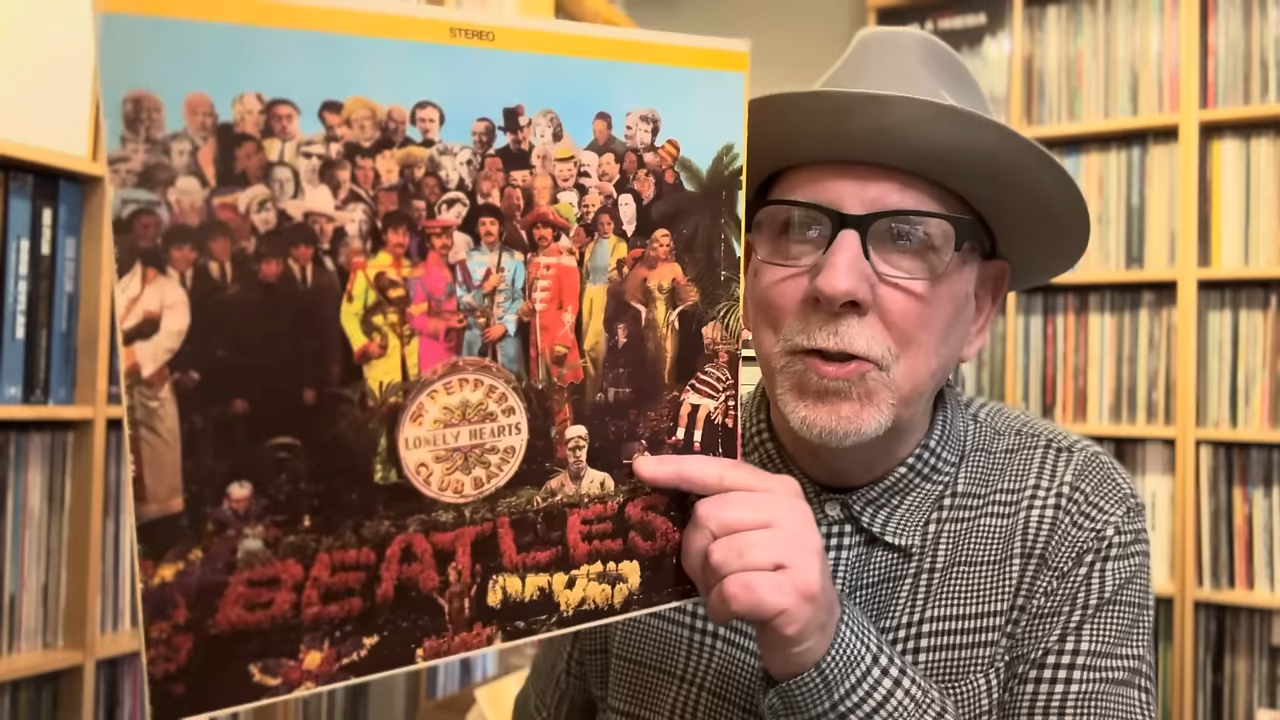 STEREO
SGT PEPPERS
LONELY HEARTS
CLUB BAND
BEATLES